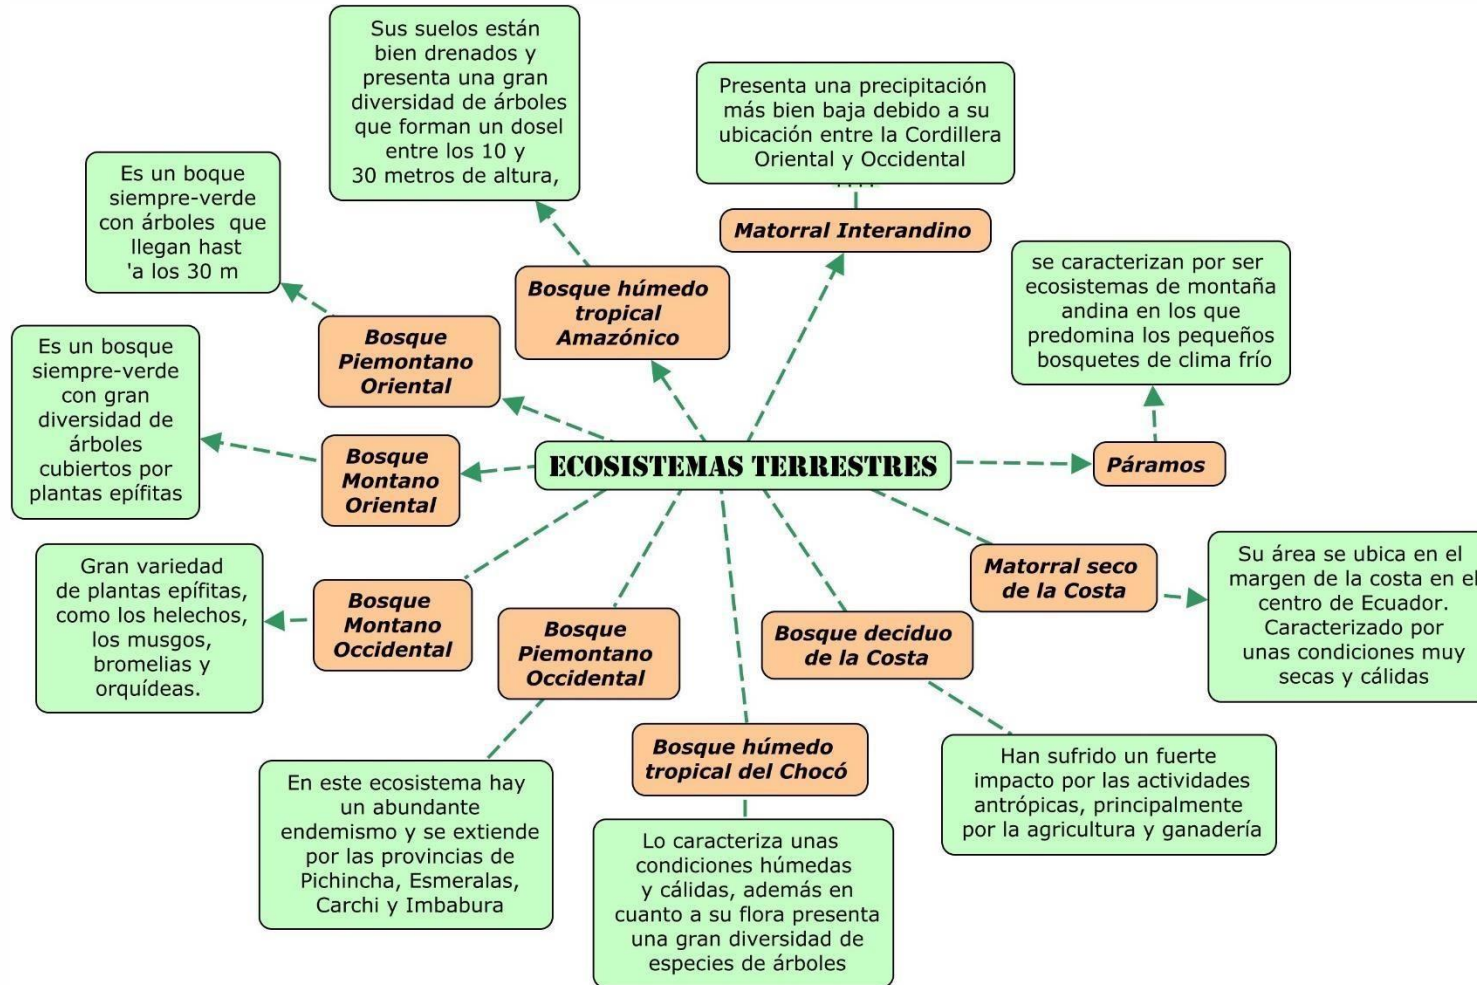 ECOSISTEMAS TERRESTRES
Sus suelos están
bien drenados y
presenta una gran
diversidad de árboles
que forman un dosel
entre los 10 y
30 metros de altura,
Bosque húmedo
tropical
Amazónico
Presenta una precipitación
más bien baja debido a su
ubicación entre la Cordillera
Oriental y Occidental
Matorral Interandino
Es un boque
siempre-verde
con árboles que
llegan hast
'a los 30 m
Bosque
Piemontano
Oriental
se caracterizan por ser
ecosistemas de montaña
andina en los que
predomina los pequeños
bosquetes de clima frío
Páramos
Es un bosque
siempre-verde
con gran
diversidad de
árboles
cubiertos por
plantas epífitas
Bosque
Montano
Oriental
Gran variedad
de plantas epífitas,
como los helechos,
los musgos,
bromelias y
orquídeas.
Bosque
Montano
Occidental
Bosque
Piemontano
Occidental
En este ecosistema hay
un abundante
endemismo y se extiende
por las provincias de
Pichincha, Esmeralas,
Carchi y Imbabura
Bosque húmedo
tropical del Chocó
Lo caracteriza unas
condiciones húmedas
y cálidas, además en
cuanto a su flora presenta
una gran diversidad de
especies de árboles
Bosque deciduo
de la Costa
Han sufrido un fuerte
impacto por las actividades
antrópicas, principalmente
por la agricultura y ganadería
Matorral seco
de la Costa
Su área se ubica en el
margen de la costa en el
centro de Ecuador.
Caracterizado por
unas condiciones muy
secas y cálidas